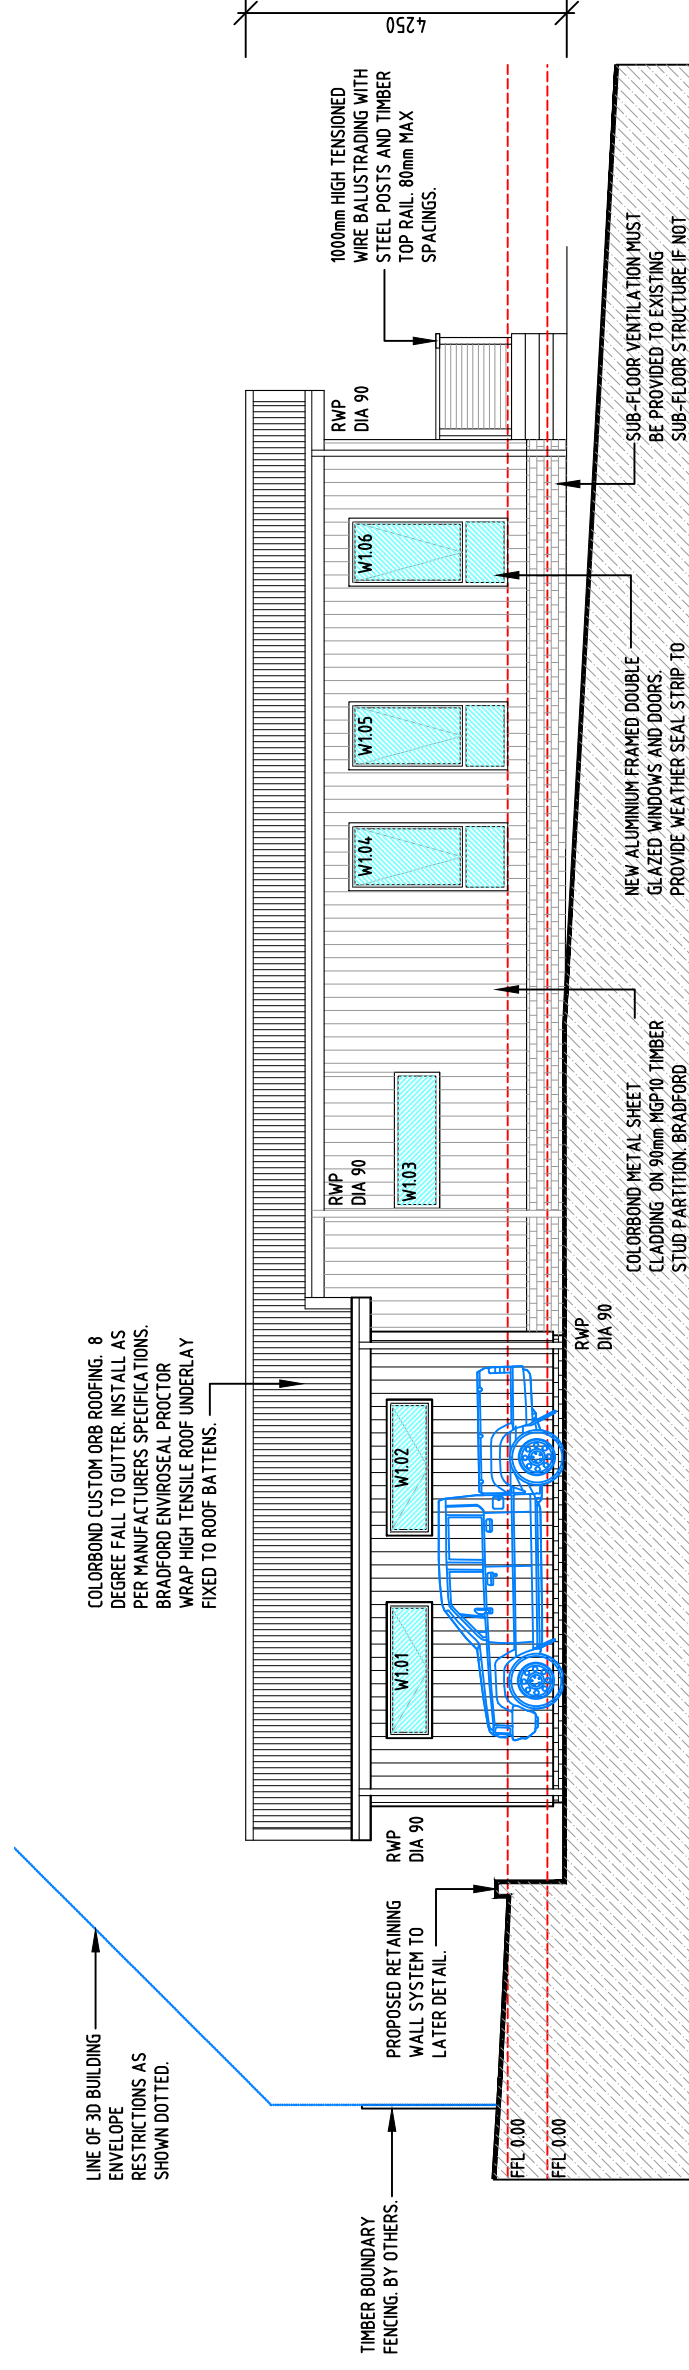 LINE OF 3D BUILDING
ENVELOPE
RESTRICTIONS AS
SHOWN DOTTED.
COLORBOND CUSTOM ORB ROOFING. 8
DEGREE FALL TO GUTTER. INSTALL AS
PER MANUFACTURERS SPECIFICATIONS.
BRADFORD ENVIROSEAL PROCTOR
WRAP HIGH TENSILE ROOF UNDERLAY
FIXED TO ROOF BATTENS.
4250
1000mm HIGH TENSIONED
WIRE BALUSTRADING WITH
STEEL POSTS AND TIMBER
TOP RAIL. 80mm MAX
SPACINGS.
TIMBER BOUNDARY
FENCING. BY OTHERS.
PROPOSED RETAINING
WALL SYSTEM TO
LATER DETAIL.
RWP
DIA 90
RWP
DIA 90
RWP
DIA 90
W1.01
W1.02
W1.03
W1.04
W1.05
W1.06
FFL 0.00
FFL 0.00
RWP
DIA 90
COLORBOND METAL SHEET
CLADDING ON 90mm MGP10 TIMBER
STUD PARTITION. BRADFORD
NEW ALUMINIUM FRAMED DOUBLE
GLAZED WINDOWS AND DOORS.
PROVIDE WEATHER SEAL STRIP TO
SUB-FLOOR VENTILATION MUST
BE PROVIDED TO EXISTING
SUB-FLOOR STRUCTURE IF NOT